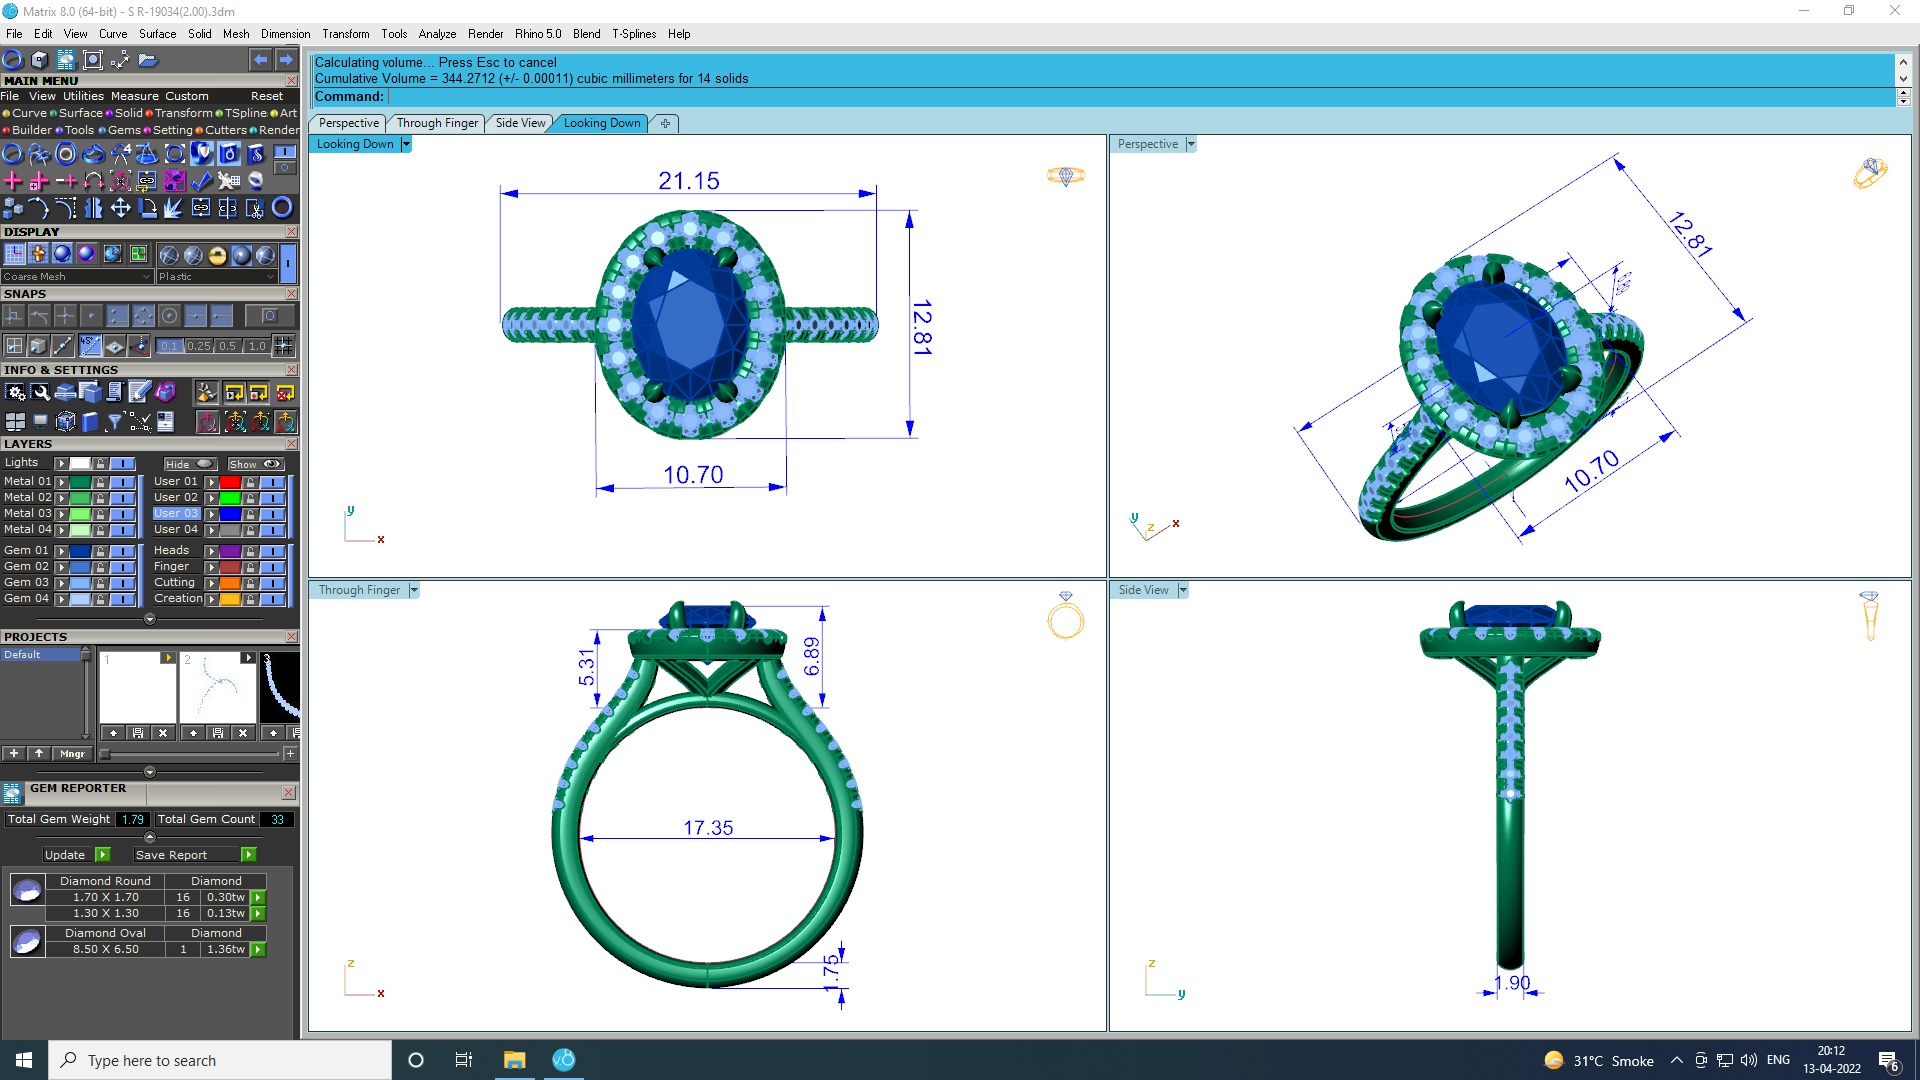 Matrix 8.0 (64-bit) - S R-19034(2.00).3dm
File Edit View Curve Surface Solid Mesh Dimension Transform Tools Analyze Render Rhino 5.0 Blend T-Splines Help
Calculating volume... Press Esc to cancel
Cumulative Volume = 344.2712 (+/- 0.00011) cubic millimeters for 14 solids
Command:
MAIN MENU
File View Utilities Measure Custom Reset
Curve Surface Solid Transform TSpline Art
Builder Tools Gems Setting Cutters Render
DISPLAY
Coarse Mesh Plastic
SNAPS
0.1 0.25 0.5 1.0
INFO & SETTINGS
LAYERS
Lights Hide Show
Metal 01 User 01
Metal 02 User 02
Metal 03 User 03
Metal 04 User 04
Gem 01 Heads
Gem 02 Finger
Gem 03 Cutting
Gem 04 Creation
PROJECTS
Default
1 2 3
Mngr
GEM REPORTER
Total Gem Weight 1.79 Total Gem Count 33
Update Save Report
Diamond Round Diamond
1.70 X 1.70 16 0.30tw
1.30 X 1.30 16 0.13tw
Diamond Oval Diamond
8.50 X 6.50 1 1.36tw
Perspective Through Finger Side View Looking Down
Looking Down
21.15
12.81
10.70
y
x
Perspective
12.81
10.70
y
z
x
Through Finger
5.31
6.89
17.35
1.75
z
x
Side View
1.90
z
y
Type here to search
31°C Smoke
ENG
20:12
13-04-2022
6